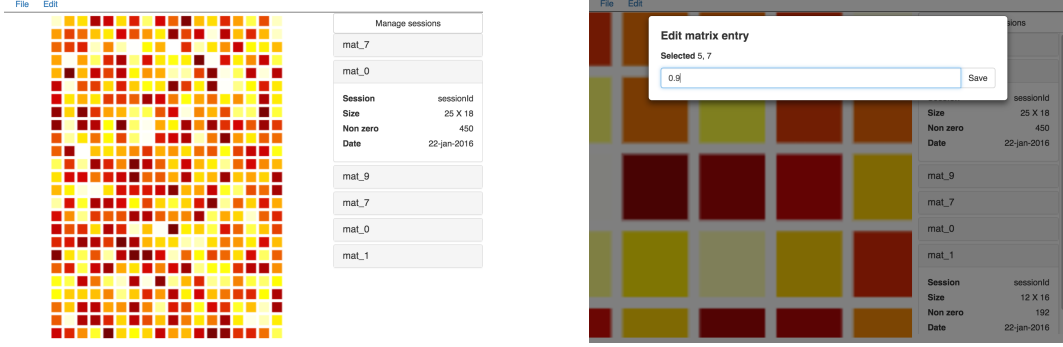 File Edit
Manage sessions
mat_7
mat_0
Session sessionId
Size 25 X 18
Non zero 450
Date 22-jan-2016
mat_9
mat_7
mat_0
mat_1
File Edit
Edit matrix entry
Selected 5, 7
0.9
Save
sessionId
Size 25 X 18
Non zero 450
Date 22-jan-2016
mat_9
mat_7
mat_0
mat_1
Session sessionId
Size 12 X 16
Non zero 192
Date 22-jan-2016